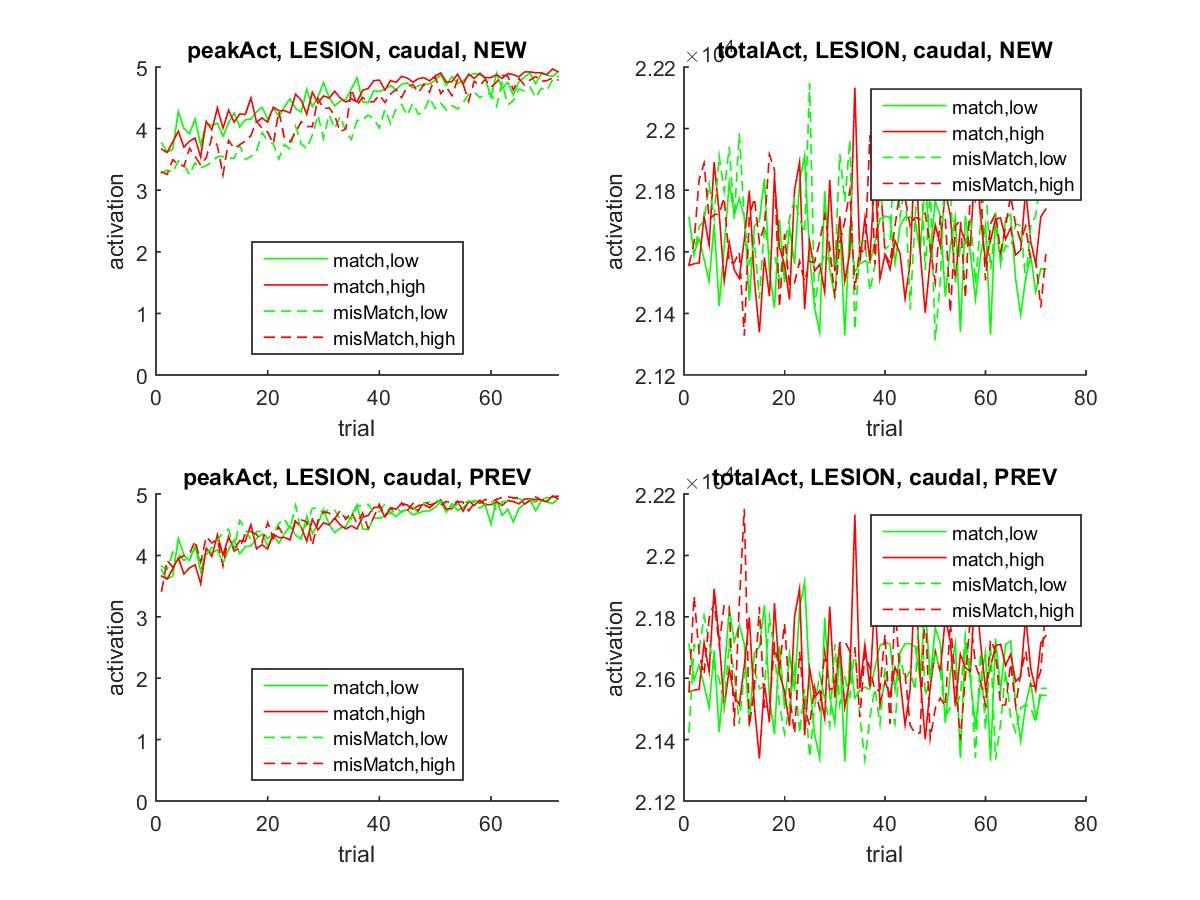 peakAct, LESION, caudal, NEW
5
4
3
2
1
0
activation
match,low
match,high
misMatch,low
misMatch,high
0 20 40 60
trial
×10⁴
totalAct, LESION, caudal, NEW
2.22
2.2
2.18
2.16
2.14
2.12
activation
match,low
match,high
misMatch,low
misMatch,high
0 20 40 60 80
trial
peakAct, LESION, caudal, PREV
5
4
3
2
1
0
activation
match,low
match,high
misMatch,low
misMatch,high
0 20 40 60
trial
×10⁴
totalAct, LESION, caudal, PREV
2.22
2.2
2.18
2.16
2.14
2.12
activation
match,low
match,high
misMatch,low
misMatch,high
0 20 40 60 80
trial